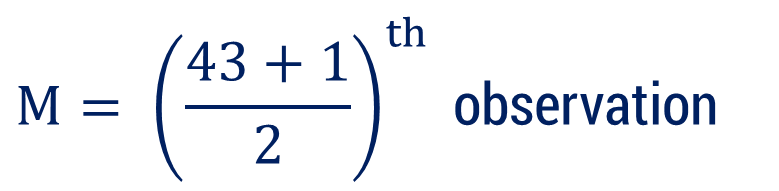 M = ((43 + 1)/2)^th observation